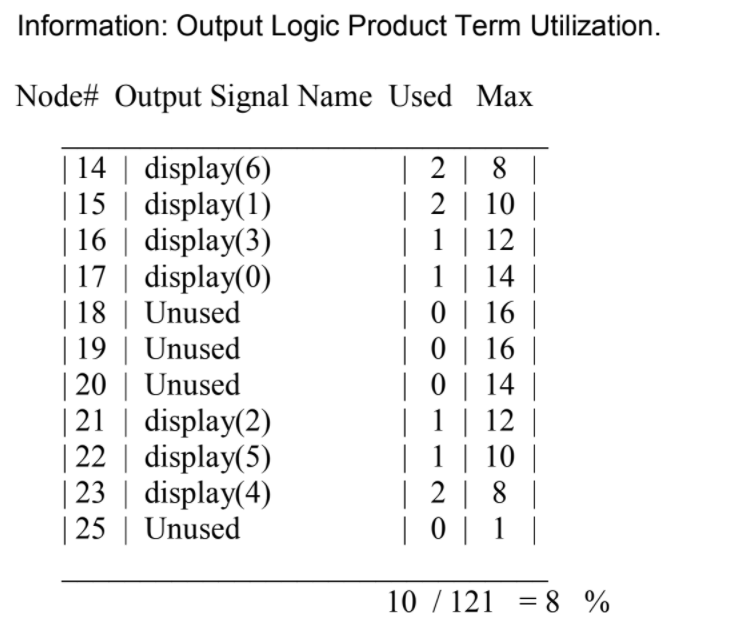 Information: Output Logic Product Term Utilization.
Node# Output Signal Name Used Max
| 14 | display(6) | 2 | 8 |
| 15 | display(1) | 2 | 10 |
| 16 | display(3) | 1 | 12 |
| 17 | display(0) | 1 | 14 |
| 18 | Unused | 0 | 16 |
| 19 | Unused | 0 | 16 |
| 20 | Unused | 0 | 14 |
| 21 | display(2) | 1 | 12 |
| 22 | display(5) | 1 | 10 |
| 23 | display(4) | 2 | 8 |
| 25 | Unused | 0 | 1 |
10 / 121 = 8 %